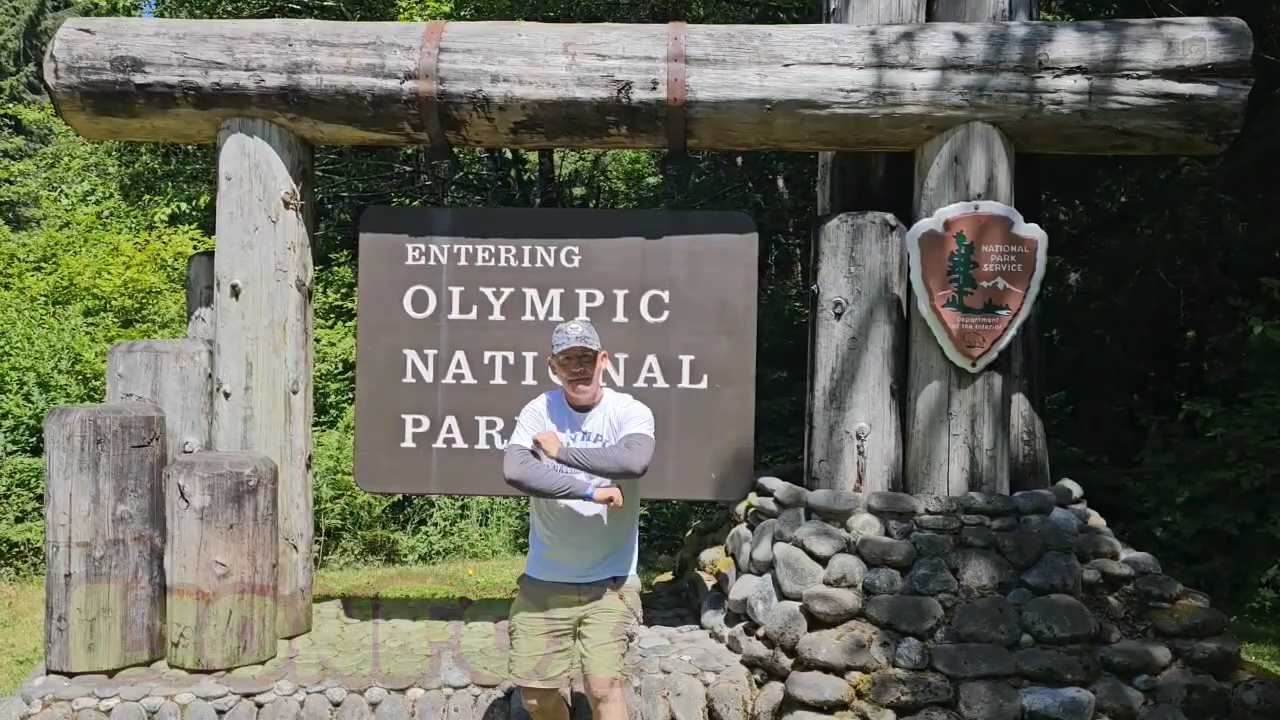 ENTERING
OLYMPIC
NATIONAL
PARK
NATIONAL
PARK
SERVICE
Department
of the Interior